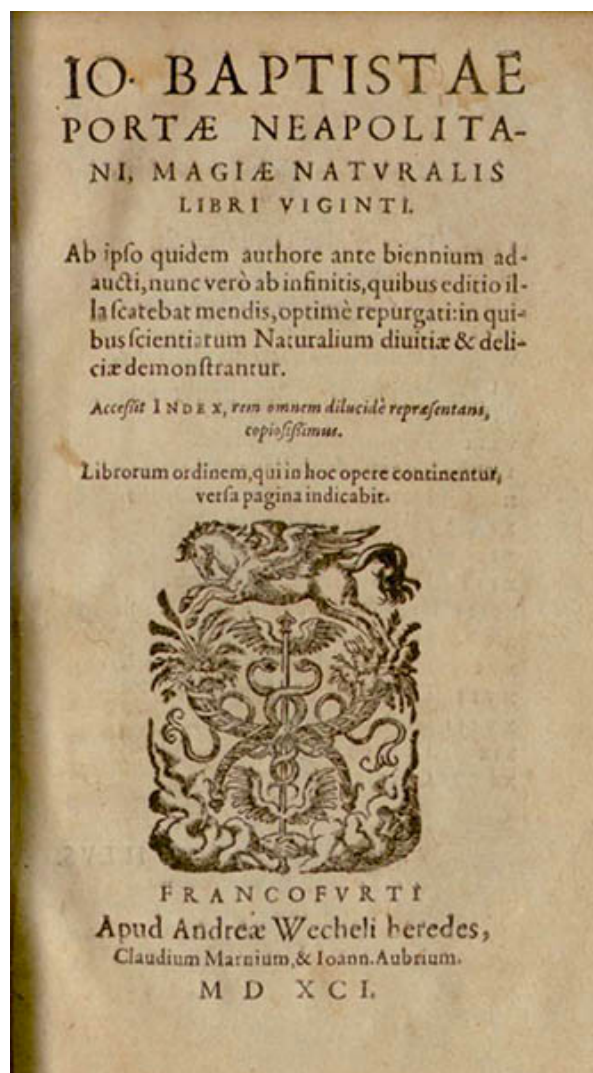 IO· BAPTISTAE
PORTÆ NEAPOLITA-
NI, MAGIÆ NATVRALIS
LIBRI VIGINTI.
Ab ipſo quidem authore ante biennium ad-
aucti, nunc verò ab infinitis, quibus editio il-
la ſcatebat mendis, optimè repurgati: in qui-
bus ſcientiarum Naturalium diuitiæ & deli-
ciæ demonſtrantur.
Acceſſit INDEX, rem omnem dilucidè repræſentans,
copioſiſſimus.
Librorum ordinem, qui in hoc opere continentur,
verſa pagina indicabit.
FRANCOFVRTI
Apud Andreæ Wecheli heredes,
Claudium Marnium, & Ioann. Aubrium.
M D XCI.